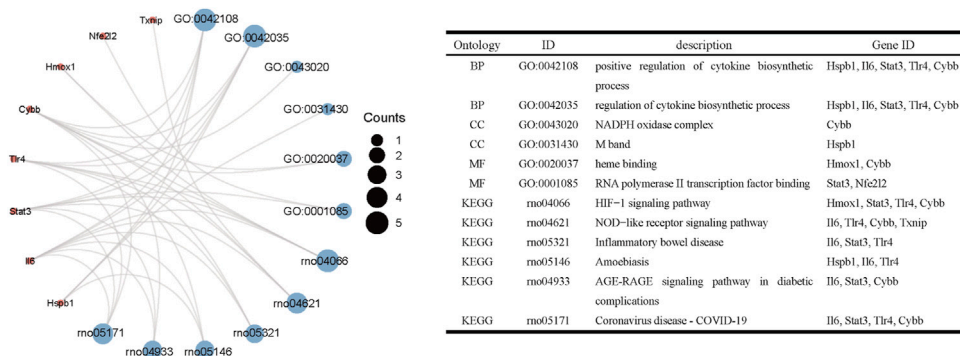 Txnip
Nfe2l2
Hmox1
Cybb
Tlr4
Stat3
Il6
Hspb1
GO:0042108
GO:0042035
GO:0043020
GO:0031430
GO:0020037
GO:0001085
rno04066
rno04621
rno05321
rno05146
rno04933
rno05171
Counts
1
2
3
4
5
Ontology ID description Gene ID
BP GO:0042108 positive regulation of cytokine biosynthetic Hspb1, Il6, Stat3, Tlr4, Cybb
process
BP GO:0042035 regulation of cytokine biosynthetic process Hspb1, Il6, Stat3, Tlr4, Cybb
CC GO:0043020 NADPH oxidase complex Cybb
CC GO:0031430 M band Hspb1
MF GO:0020037 heme binding Hmox1, Cybb
MF GO:0001085 RNA polymerase II transcription factor binding Stat3, Nfe2l2
KEGG rno04066 HIF-1 signaling pathway Hmox1, Stat3, Tlr4, Cybb
KEGG rno04621 NOD-like receptor signaling pathway Il6, Tlr4, Cybb, Txnip
KEGG rno05321 Inflammatory bowel disease Il6, Stat3, Tlr4
KEGG rno05146 Amoebiasis Hspb1, Il6, Tlr4
KEGG rno04933 AGE-RAGE signaling pathway in diabetic Il6, Stat3, Cybb
complications
KEGG rno05171 Coronavirus disease - COVID-19 Il6, Stat3, Tlr4, Cybb